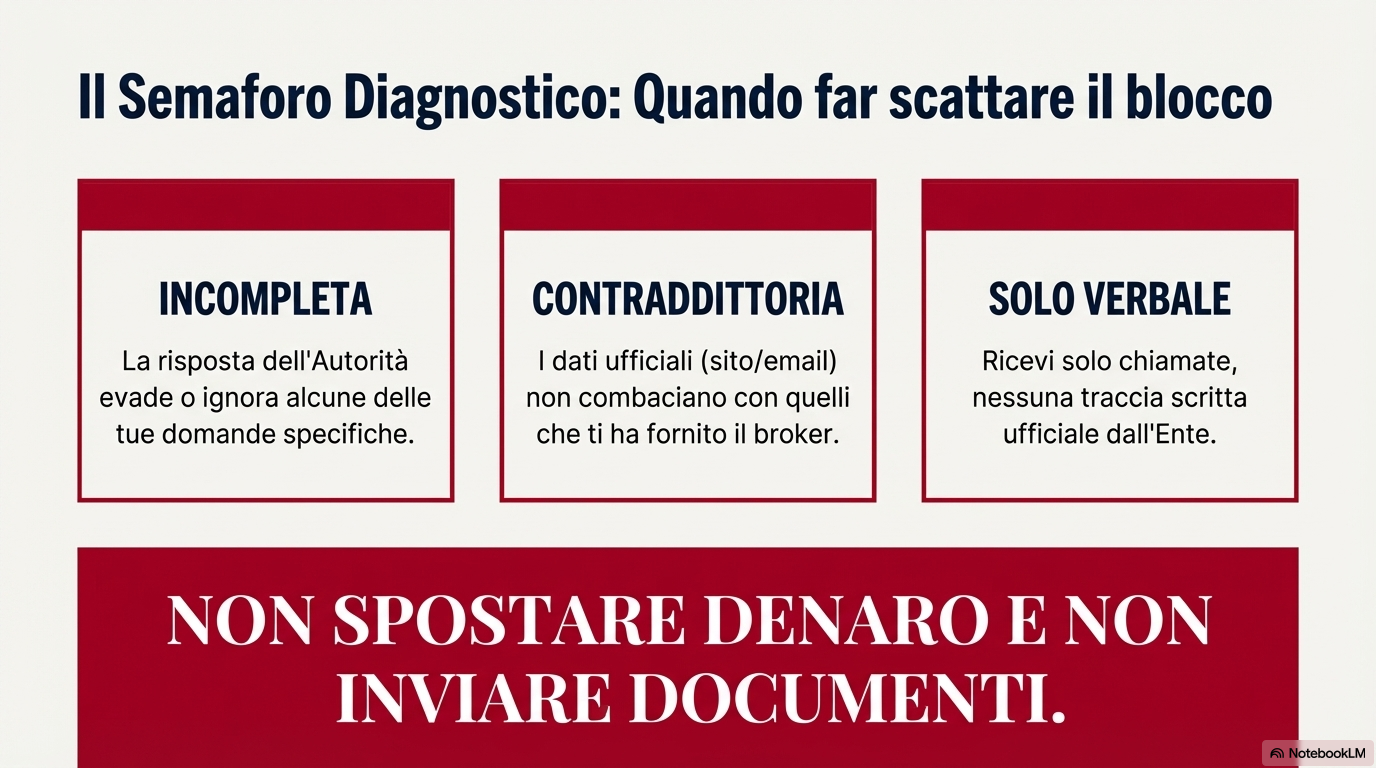 Il Semaforo Diagnostico: Quando far scattare il blocco
INCOMPLETA
La risposta dell'Autorità
evade o ignora alcune delle
tue domande specifiche.
CONTRADDITTORIA
I dati ufficiali (sito/email)
non combaciano con quelli
che ti ha fornito il broker.
SOLO VERBALE
Ricevi solo chiamate,
nessuna traccia scritta
ufficiale dall'Ente.
NON SPOSTARE DENARO E NON
INVIARE DOCUMENTI.
NotebookLM